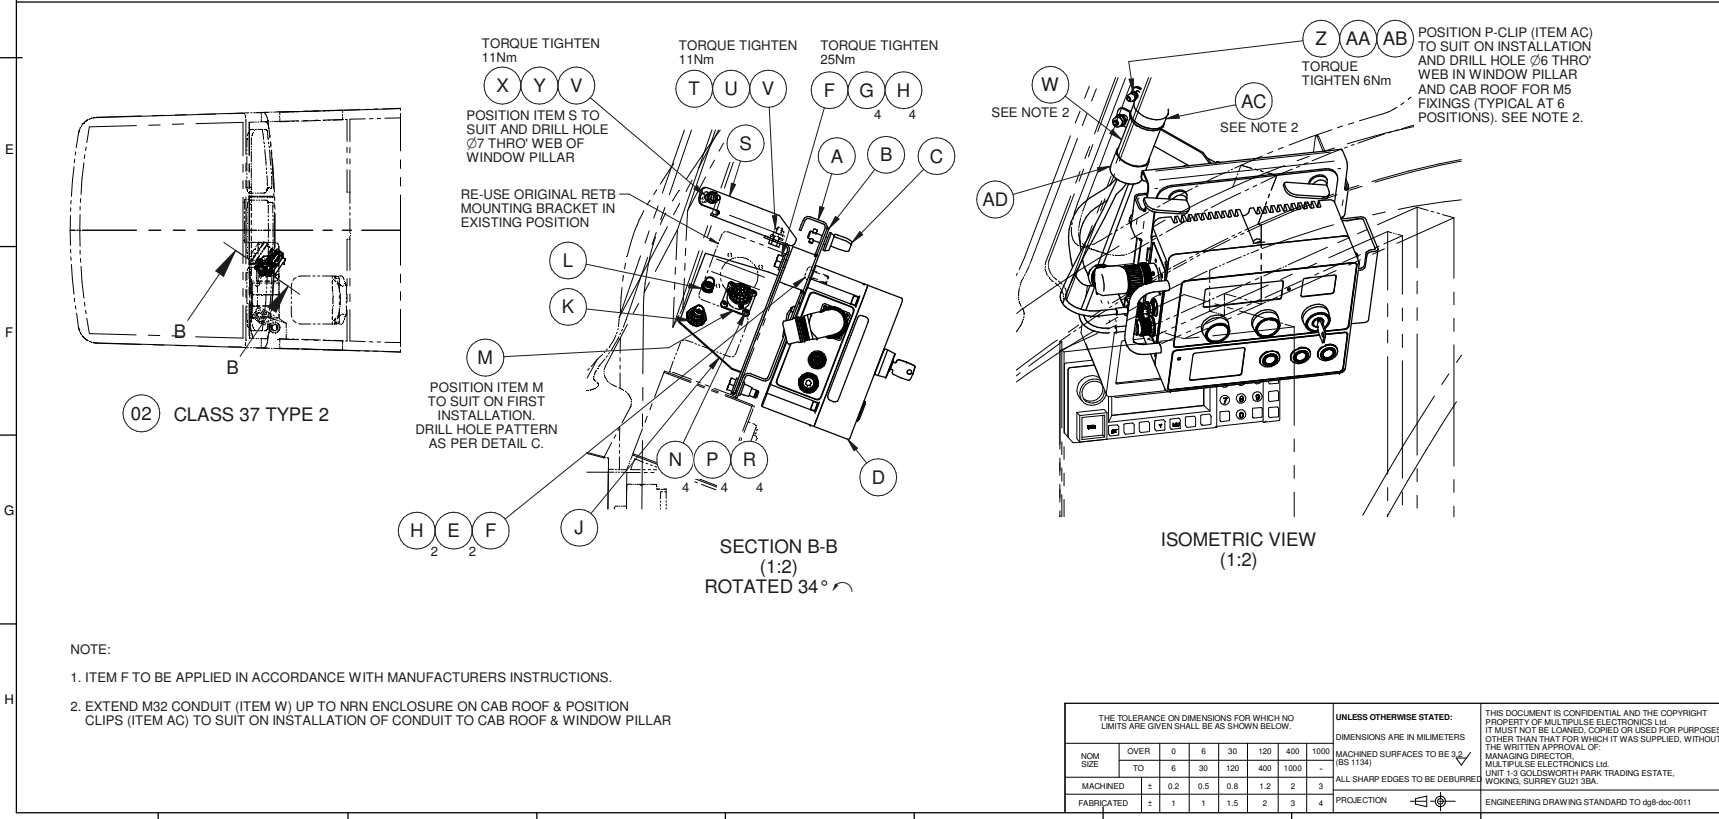 TORQUE TIGHTEN
11Nm
X Y V
POSITION ITEM S TO
SUIT AND DRILL HOLE
Ø7 THRO' WEB OF
WINDOW PILLAR
TORQUE TIGHTEN
11Nm
T U V
TORQUE TIGHTEN
25Nm
F G H
4 4
S
A
B
C
RE-USE ORIGINAL RETB
MOUNTING BRACKET IN
EXISTING POSITION
L
K
M
POSITION ITEM M
TO SUIT ON FIRST
INSTALLATION.
DRILL HOLE PATTERN
AS PER DETAIL C.
N P R
4 4 4
D
H E F
2 2
J
SECTION B-B
(1:2)
ROTATED 34°
B
B
02 CLASS 37 TYPE 2
Z AA AB
TORQUE
TIGHTEN 6Nm
POSITION P-CLIP (ITEM AC)
TO SUIT ON INSTALLATION
AND DRILL HOLE Ø6 THRO'
WEB IN WINDOW PILLAR
AND CAB ROOF FOR M5
FIXINGS (TYPICAL AT 6
POSITIONS). SEE NOTE 2.
W
SEE NOTE 2
AC
SEE NOTE 2
AD
7 8 9
0
ISOMETRIC VIEW
(1:2)
E
F
G
H
NOTE:
1. ITEM F TO BE APPLIED IN ACCORDANCE WITH MANUFACTURERS INSTRUCTIONS.
2. EXTEND M32 CONDUIT (ITEM W) UP TO NRN ENCLOSURE ON CAB ROOF & POSITION
CLIPS (ITEM AC) TO SUIT ON INSTALLATION OF CONDUIT TO CAB ROOF & WINDOW PILLAR
THE TOLERANCE ON DIMENSIONS FOR WHICH NO
LIMITS ARE GIVEN SHALL BE AS SHOWN BELOW.
NOM
SIZE
OVER 0 6 30 120 400 1000
TO 6 30 120 400 1000 -
MACHINED ± 0.2 0.5 0.8 1.2 2 3
FABRICATED ± 1 1 1.5 2 3 4
UNLESS OTHERWISE STATED:
DIMENSIONS ARE IN MILIMETERS
MACHINED SURFACES TO BE 3.2
(BS 1134)
ALL SHARP EDGES TO BE DEBURRED
PROJECTION
THIS DOCUMENT IS CONFIDENTIAL AND THE COPYRIGHT
PROPERTY OF MULTIPULSE ELECTRONICS Ltd.
IT MUST NOT BE LOANED, COPIED OR USED FOR PURPOSES
OTHER THAN THAT FOR WHICH IT WAS SUPPLIED, WITHOUT
THE WRITTEN APPROVAL OF:
MANAGING DIRECTOR,
MULTIPULSE ELECTRONICS Ltd.
UNIT 1-3 GOLDSWORTH PARK TRADING ESTATE,
WOKING, SURREY GU21 3BA.
ENGINEERING DRAWING STANDARD TO dg8-doc-0011